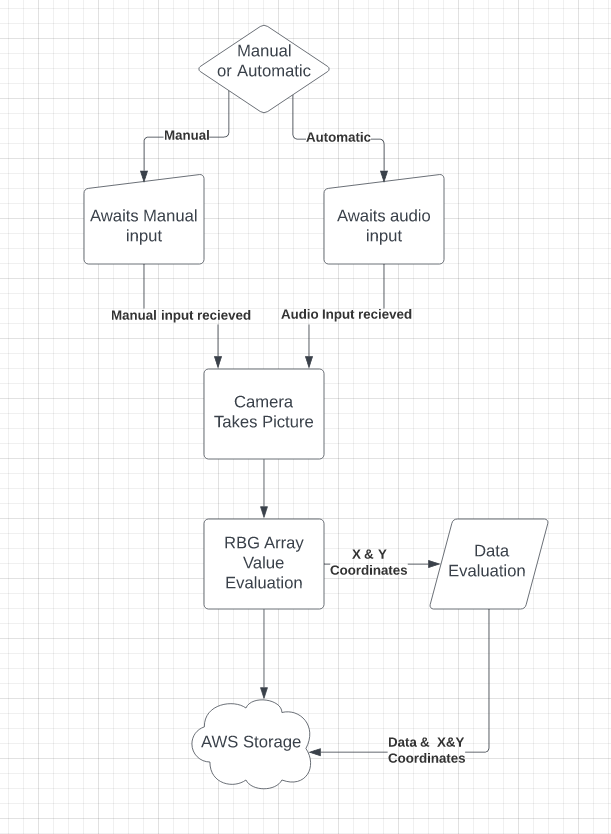 Manual
or Automatic
Manual
Automatic
Awaits Manual
input
Awaits audio
input
Manual input recieved
Audio Input recieved
Camera
Takes Picture
RBG Array
Value
Evaluation
X & Y
Coordinates
Data
Evaluation
AWS Storage
Data &  X&Y
Coordinates